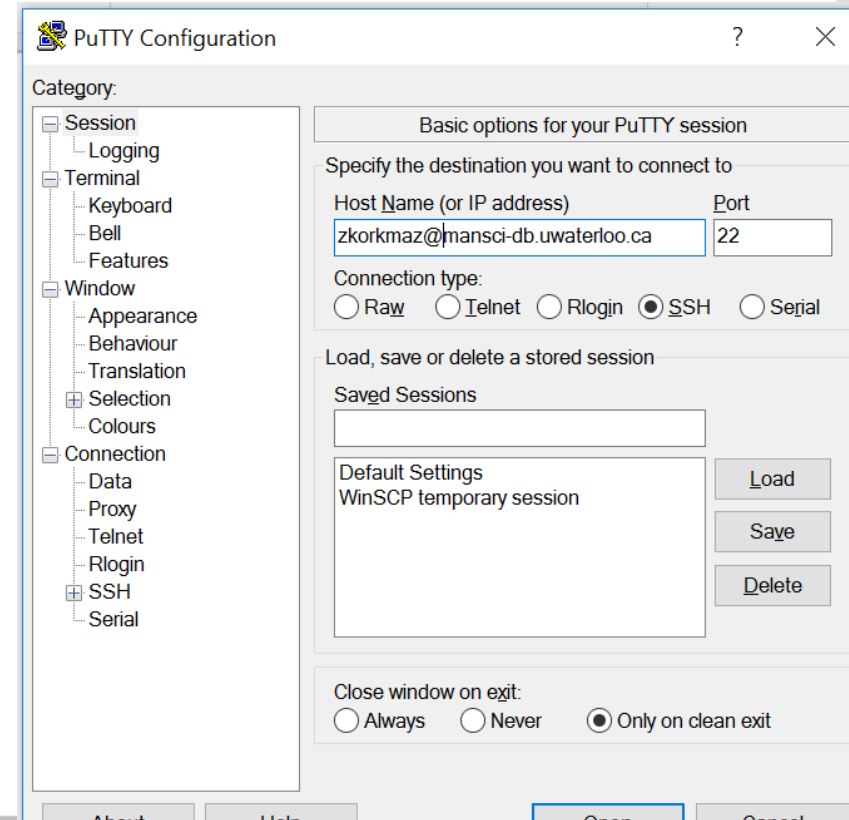 PuTTY Configuration
?
Category:
Session
Logging
Terminal
Keyboard
Bell
Features
Window
Appearance
Behaviour
Translation
Selection
Colours
Connection
Data
Proxy
Telnet
Rlogin
SSH
Serial
Basic options for your PuTTY session
Specify the destination you want to connect to
Host Name (or IP address) Port
zkorkmaz@mansci-db.uwaterloo.ca 22
Connection type:
Raw Telnet Rlogin SSH Serial
Load, save or delete a stored session
Saved Sessions
Default Settings
WinSCP temporary session
Load
Save
Delete
Close window on exit:
Always Never Only on clean exit
About Help Open Cancel